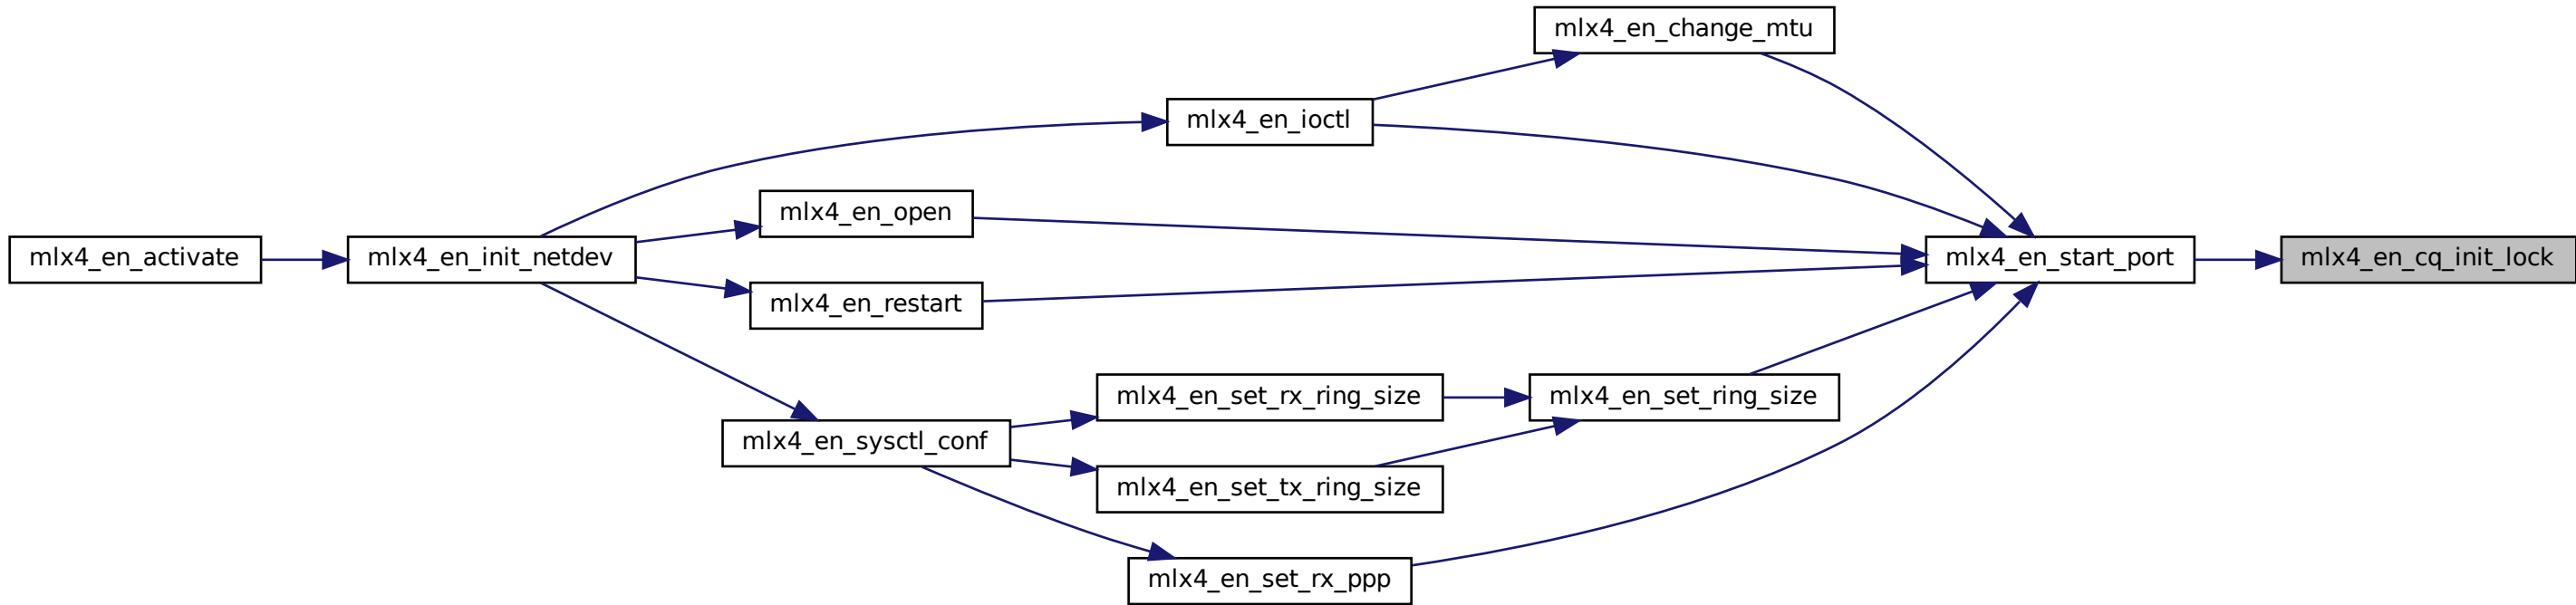 mlx4_en_change_mtu
mlx4_en_ioctl
mlx4_en_open
mlx4_en_activate
mlx4_en_init_netdev
mlx4_en_start_port
mlx4_en_cq_init_lock
mlx4_en_restart
mlx4_en_set_rx_ring_size
mlx4_en_set_ring_size
mlx4_en_sysctl_conf
mlx4_en_set_tx_ring_size
mlx4_en_set_rx_ppp